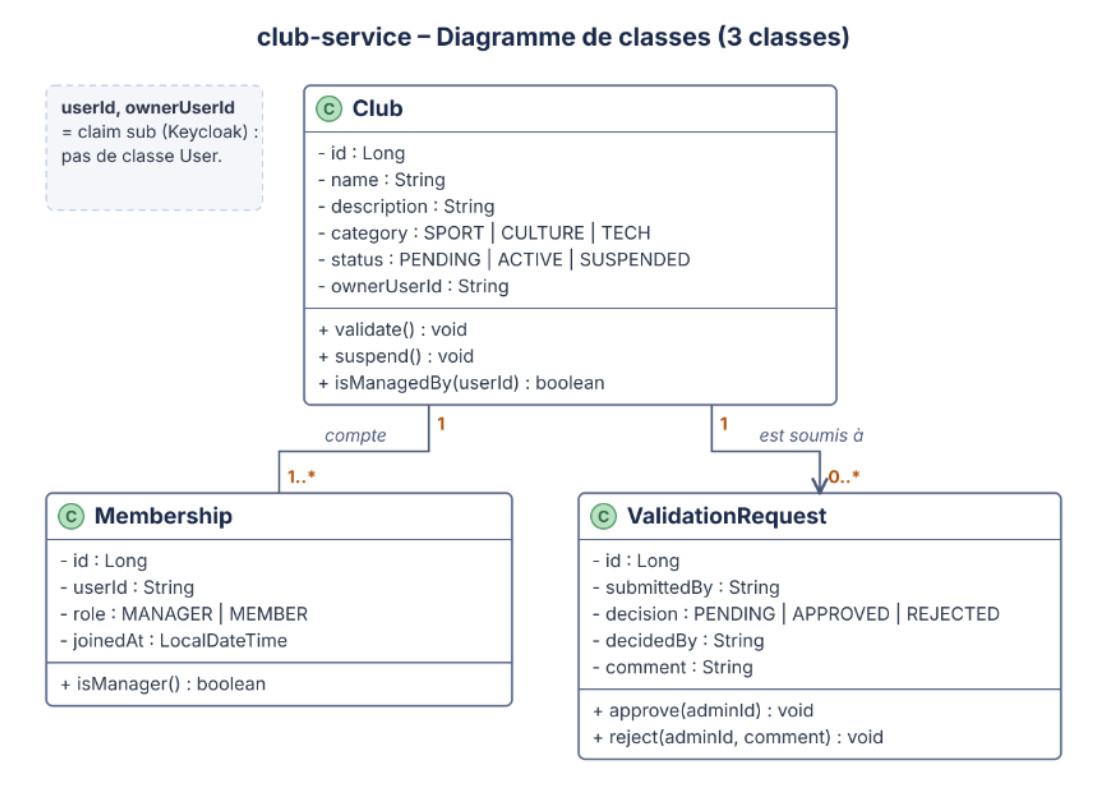 club-service – Diagramme de classes (3 classes)
userId, ownerUserId
= claim sub (Keycloak) :
pas de classe User.
C Club
- id : Long
- name : String
- description : String
- category : SPORT | CULTURE | TECH
- status : PENDING | ACTIVE | SUSPENDED
- ownerUserId : String
+ validate() : void
+ suspend() : void
+ isManagedBy(userId) : boolean
1
compte
1..*
1
est soumis à
0..*
C Membership
- id : Long
- userId : String
- role : MANAGER | MEMBER
- joinedAt : LocalDateTime
+ isManager() : boolean
C ValidationRequest
- id : Long
- submittedBy : String
- decision : PENDING | APPROVED | REJECTED
- decidedBy : String
- comment : String
+ approve(adminId) : void
+ reject(adminId, comment) : void